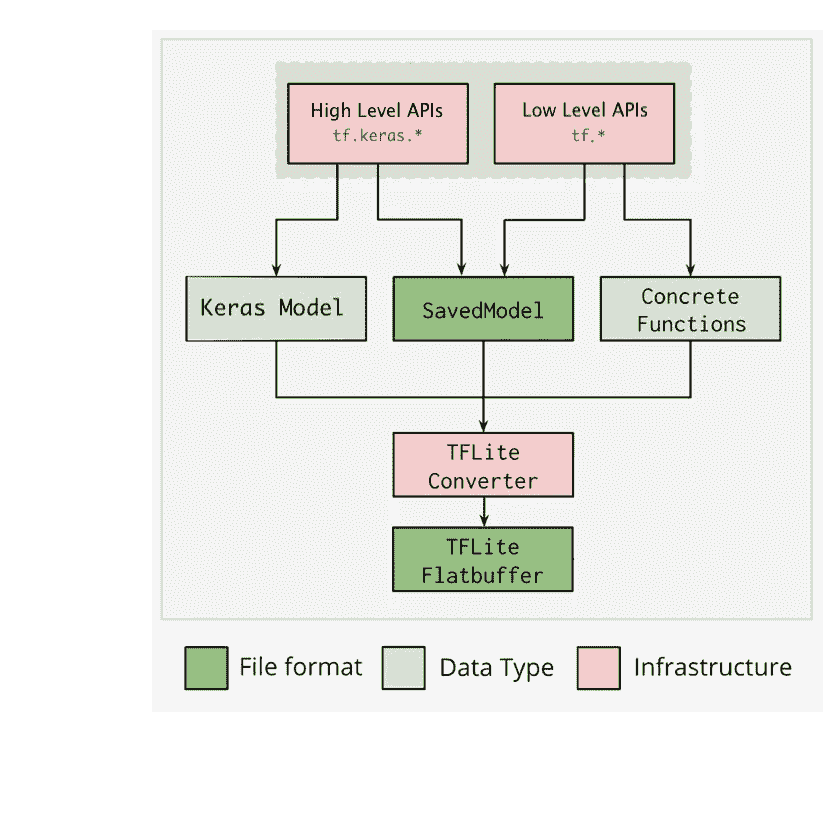 High Level APIs
tf.keras.*
Low Level APIs
tf.*
Keras Model
SavedModel
Concrete
Functions
TFLite
Converter
TFLite
Flatbuffer
File format
Data Type
Infrastructure